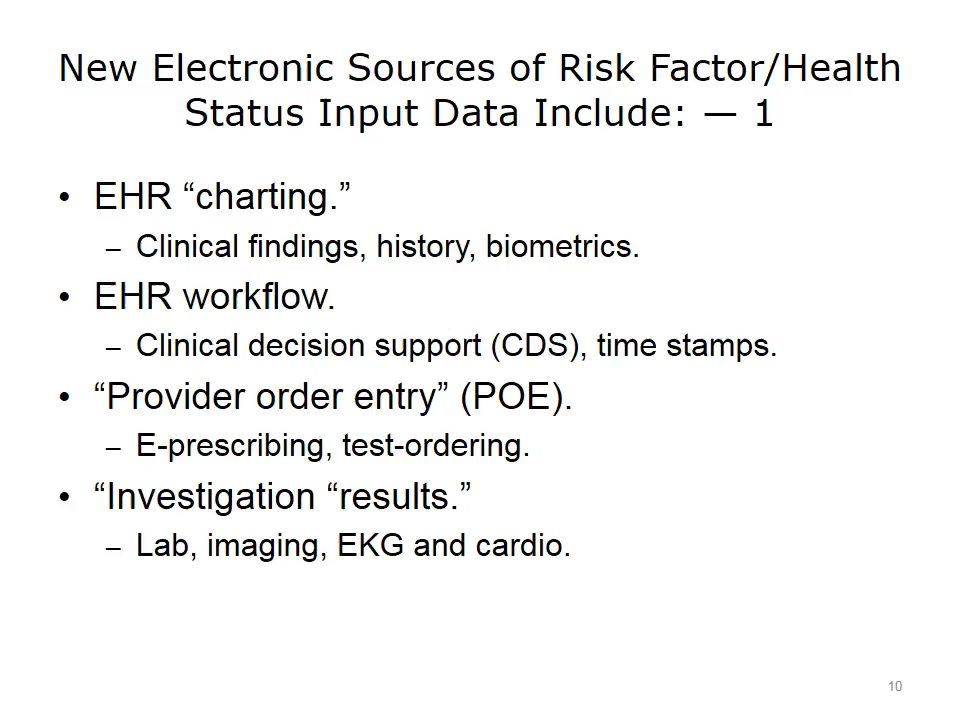 New Electronic Sources of Risk Factor/Health
Status Input Data Include: — 1
• EHR “charting.”
– Clinical findings, history, biometrics.
• EHR workflow.
– Clinical decision support (CDS), time stamps.
• “Provider order entry” (POE).
– E-prescribing, test-ordering.
• “Investigation “results.”
– Lab, imaging, EKG and cardio.
10